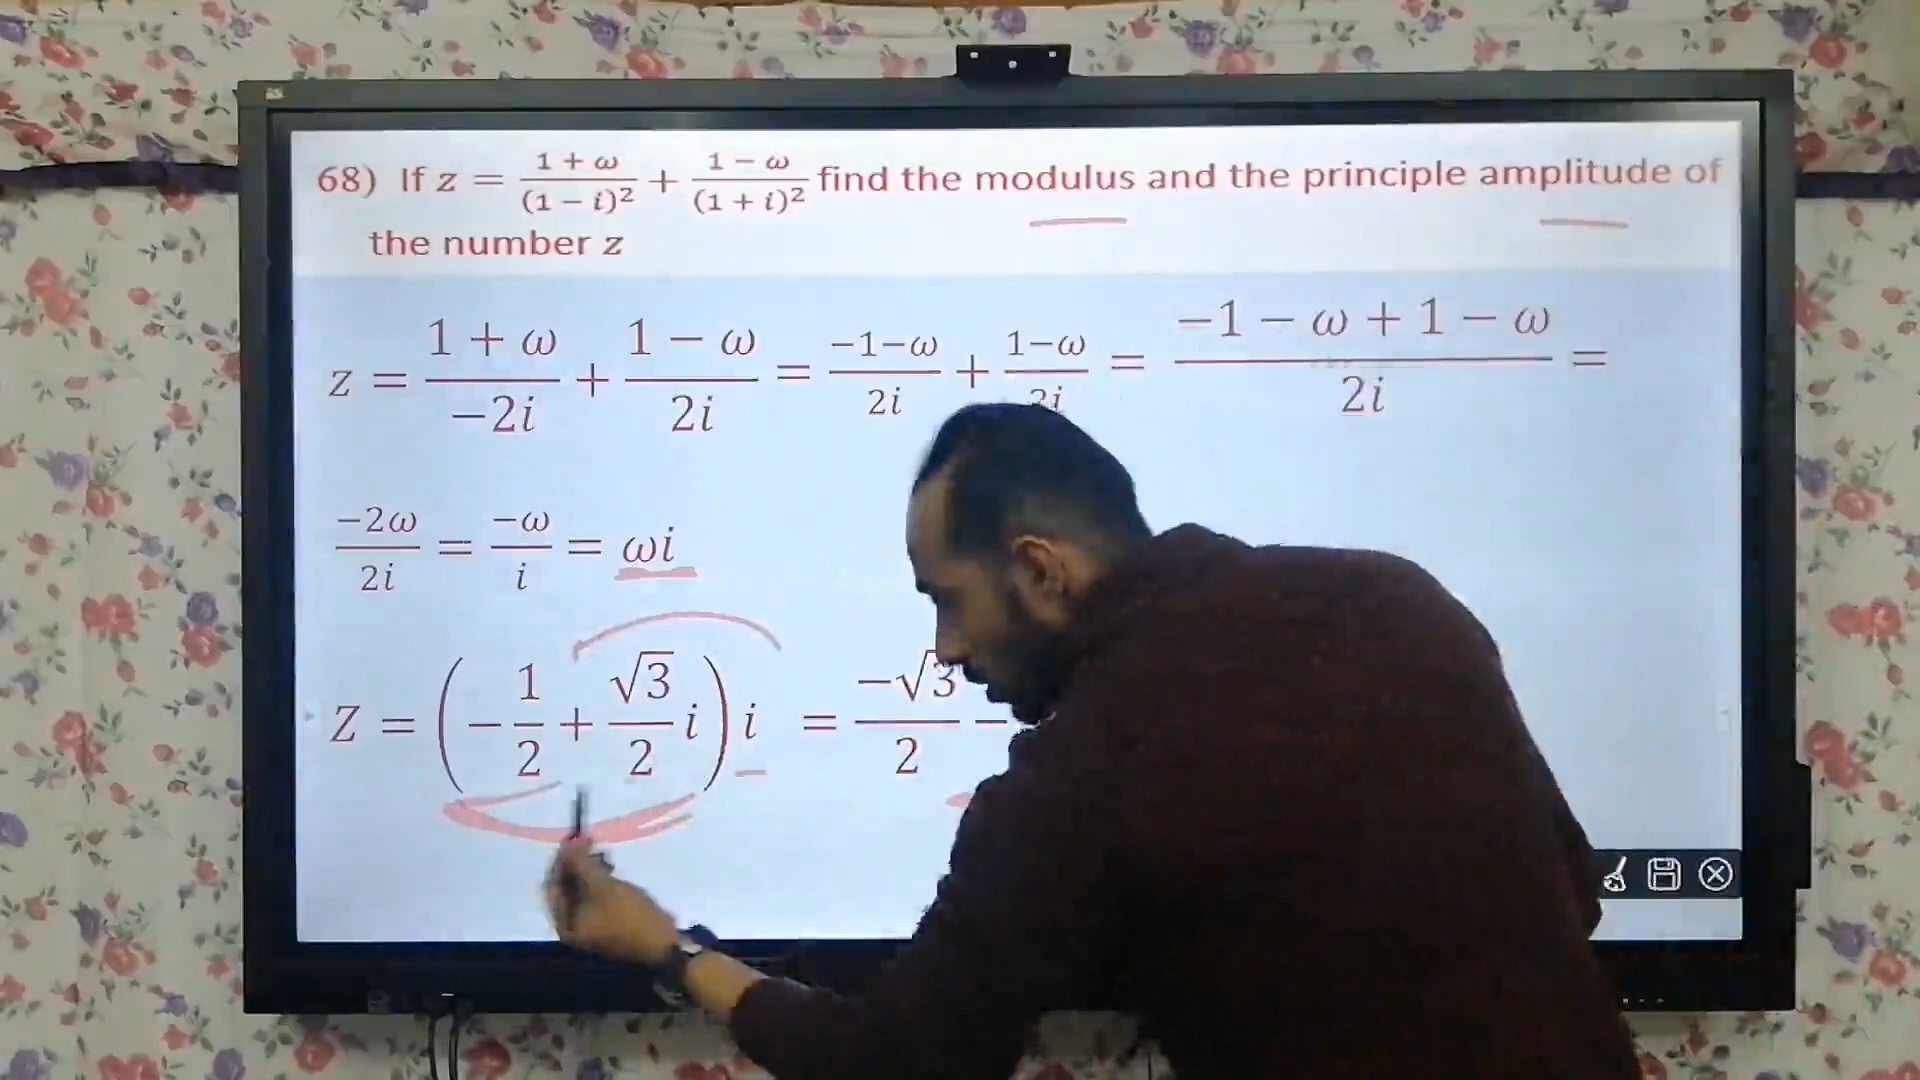 68) If z = (1 + ω)/((1 − i)²) + (1 − ω)/((1 + i)²) find the modulus and the principle amplitude of
the number z
z = (1 + ω)/(−2i) + (1 − ω)/(2i) = (−1−ω)/(2i) + (1−ω)/(2i) = (−1 − ω + 1 − ω)/(2i) =
(−2ω)/(2i) = (−ω)/i = ωi
Z = (−1/2 + (√3/2)i) i = (−√3)/2 −